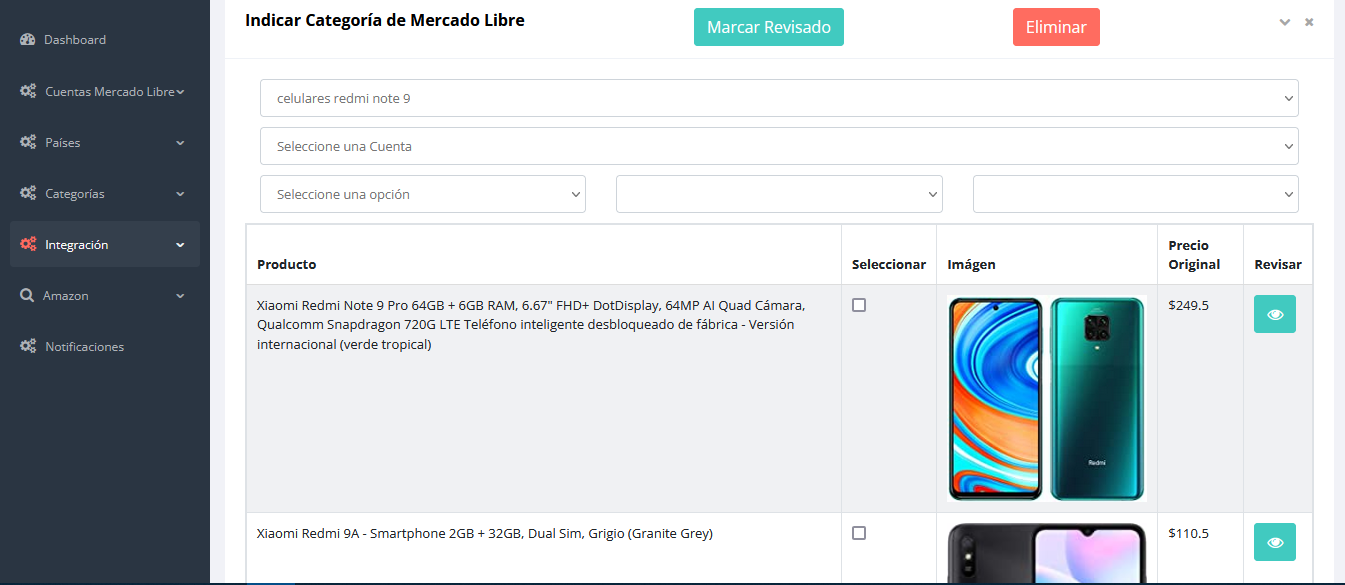 Indicar Categoría de Mercado Libre
Marcar Revisado
Eliminar
Dashboard
Cuentas Mercado Libre
Países
Categorías
Integración
Amazon
Notificaciones
celulares redmi note 9
Seleccione una Cuenta
Seleccione una opción
Producto
Seleccionar
Imágen
Precio
Original
Revisar
Xiaomi Redmi Note 9 Pro 64GB + 6GB RAM, 6.67" FHD+ DotDisplay, 64MP AI Quad Cámara,
Qualcomm Snapdragon 720G LTE Teléfono inteligente desbloqueado de fábrica - Versión
internacional (verde tropical)
Redmi
$249.5
Xiaomi Redmi 9A - Smartphone 2GB + 32GB, Dual Sim, Grigio (Granite Grey)
$110.5